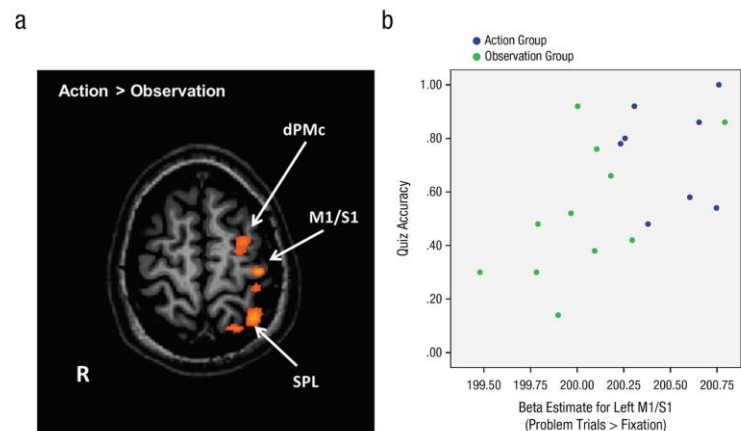 a
Action > Observation
dPMc
M1/S1
SPL
R
b
Action Group
Observation Group
1.00
.80
.60
.40
.20
.00
Quiz Accuracy
199.50 199.75 200.00 200.25 200.50 200.75
Beta Estimate for Left M1/S1
(Problem Trials > Fixation)